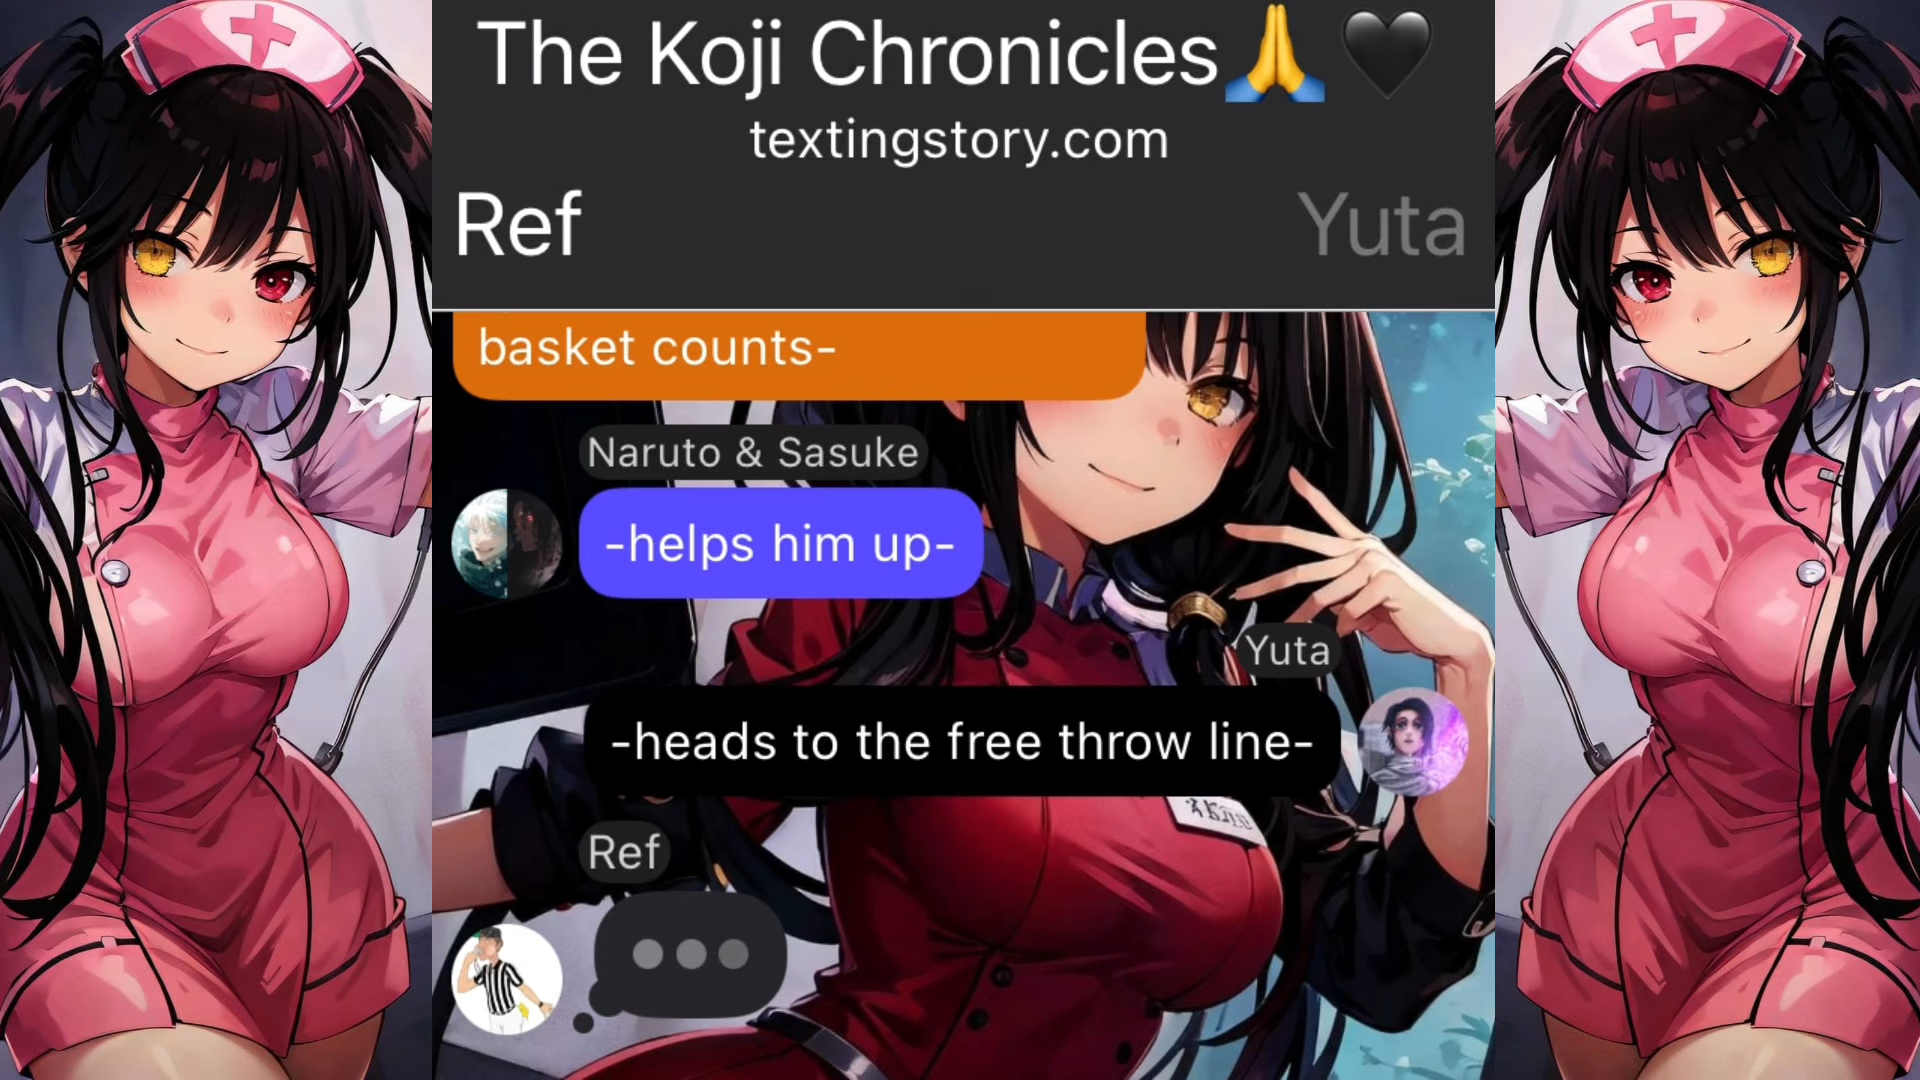 The Koji Chronicles🙏🖤
textingstory.com
Ref
Yuta
basket counts-
Naruto & Sasuke
-helps him up-
Yuta
-heads to the free throw line-
Ref